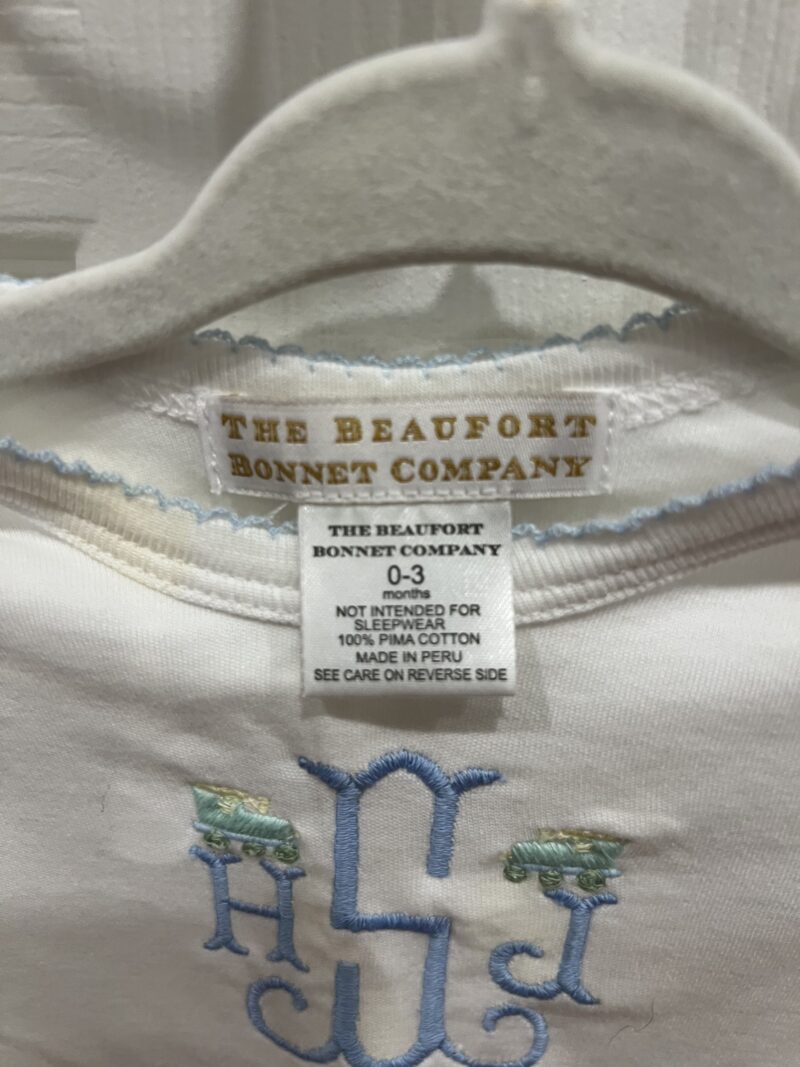 THE BEAUFORT
BONNET COMPANY
THE BEAUFORT
BONNET COMPANY
0-3
months
NOT INTENDED FOR
SLEEPWEAR
100% PIMA COTTON
MADE IN PERU
SEE CARE ON REVERSE SIDE
H S J